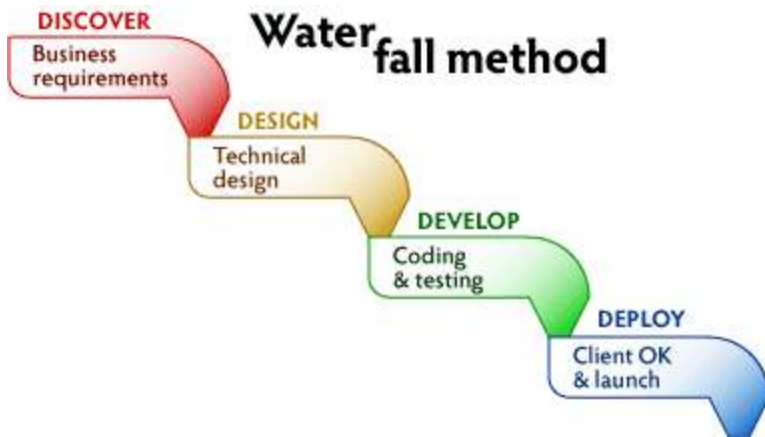 DISCOVER
Water
fall method
Business
requirements
DESIGN
Technical
design
DEVELOP
Coding
& testing
DEPLOY
Client OK
& launch